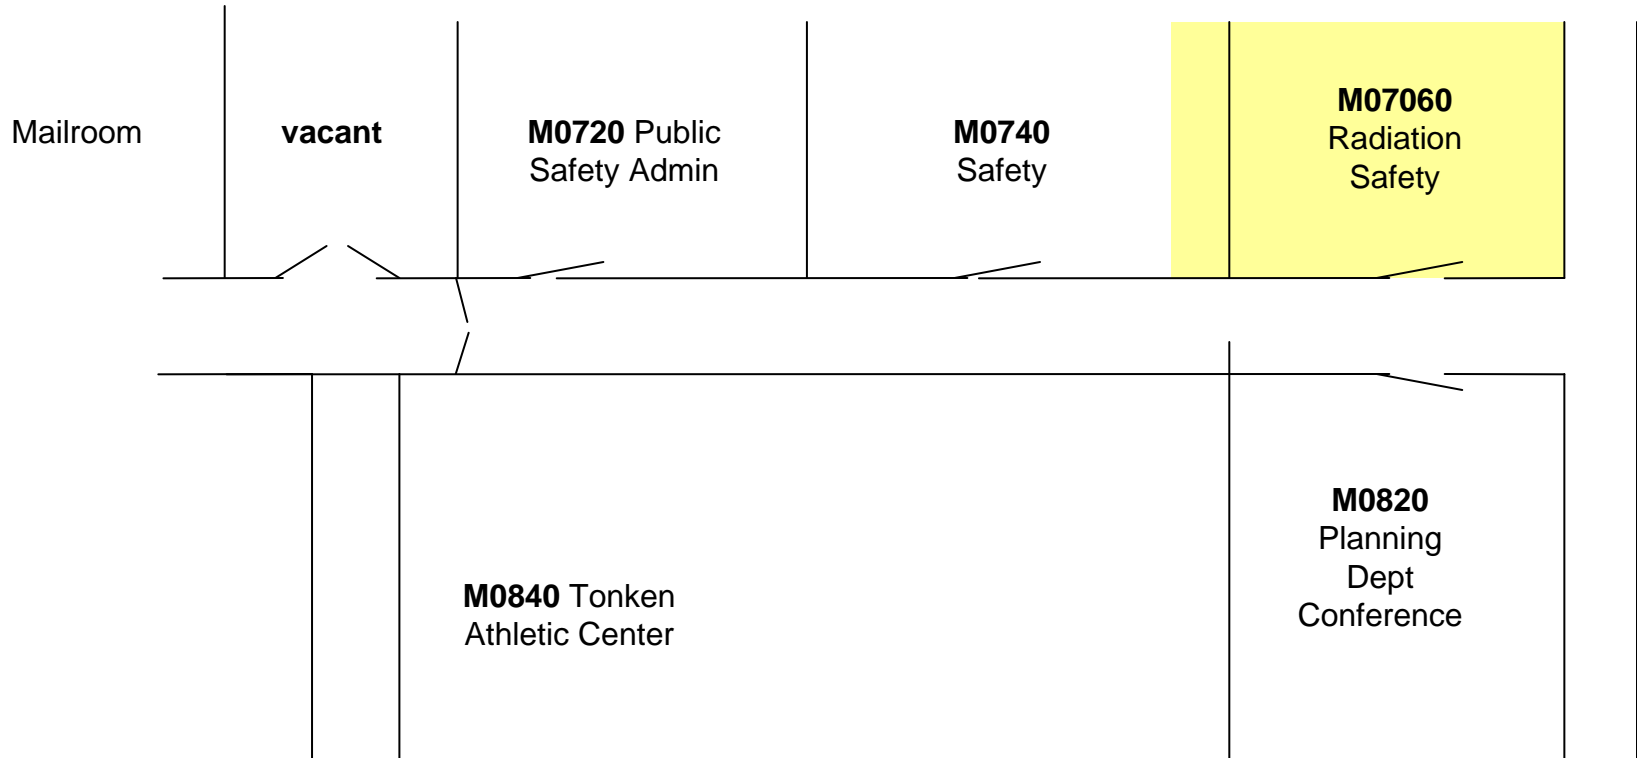 Mailroom
vacant
M0720 Public
Safety Admin
M0740
Safety
M07060
Radiation
Safety
M0840 Tonken
Athletic Center
M0820
Planning
Dept
Conference